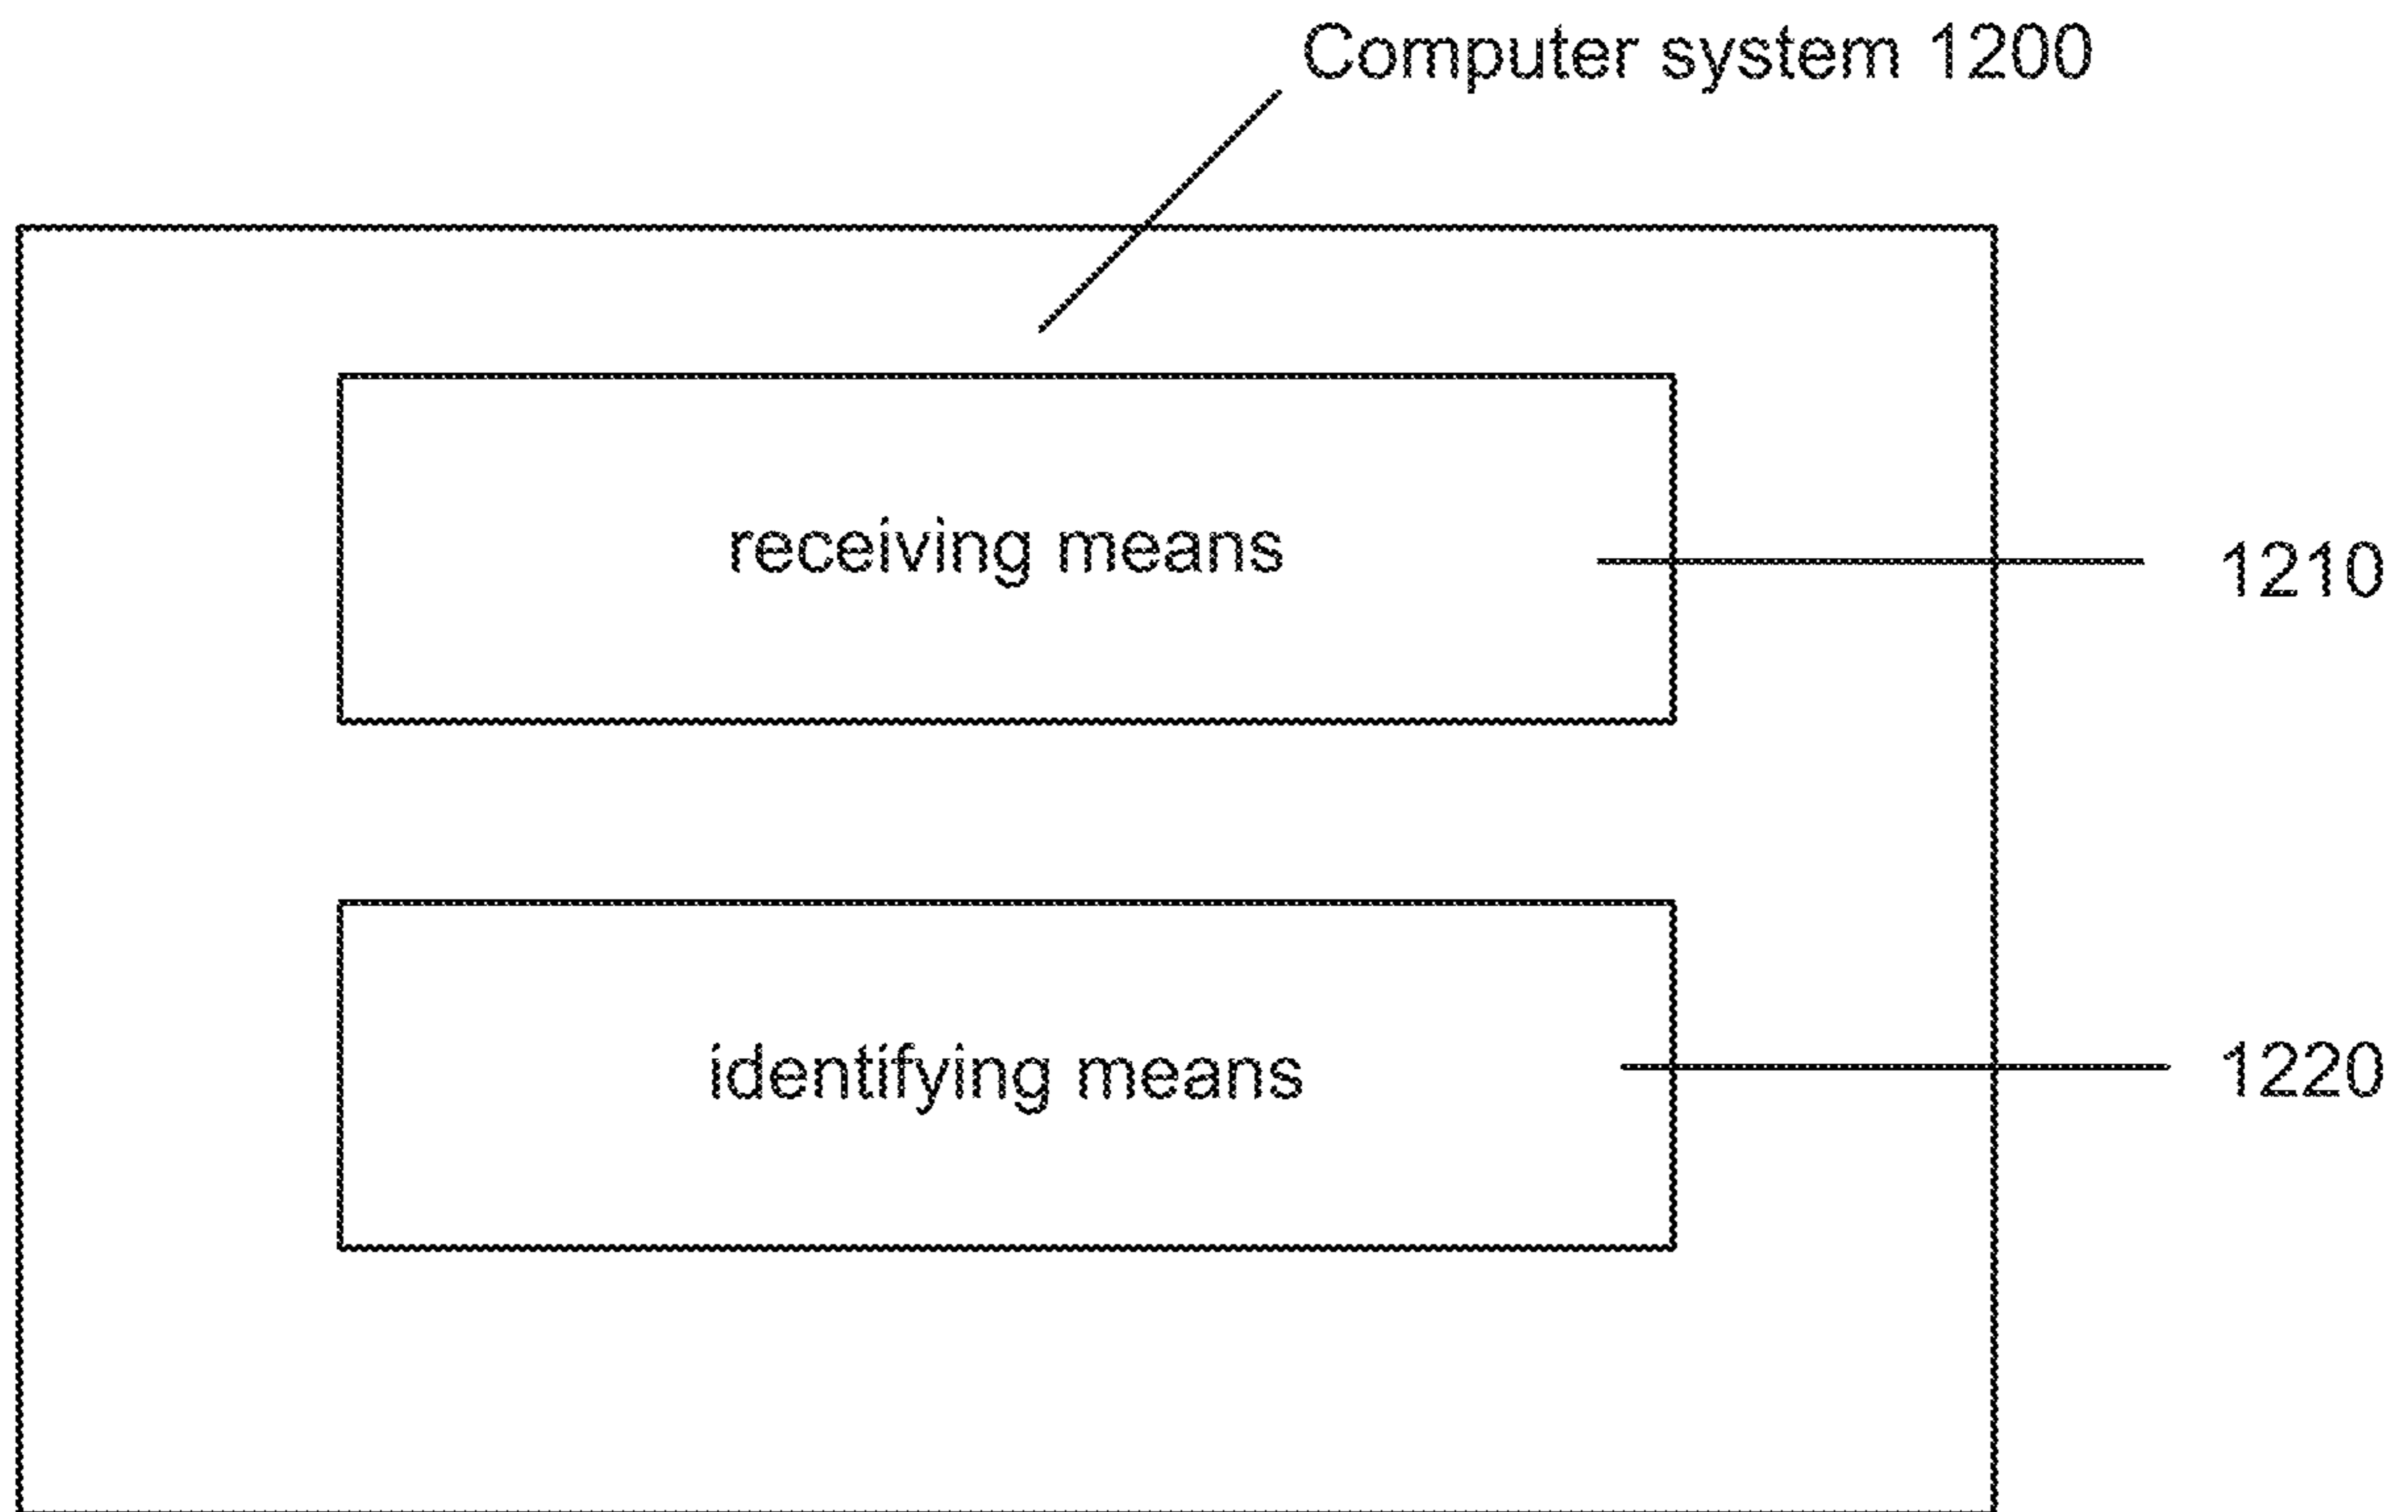 Computer system 1200
receiving means
1210
identifying means
1220